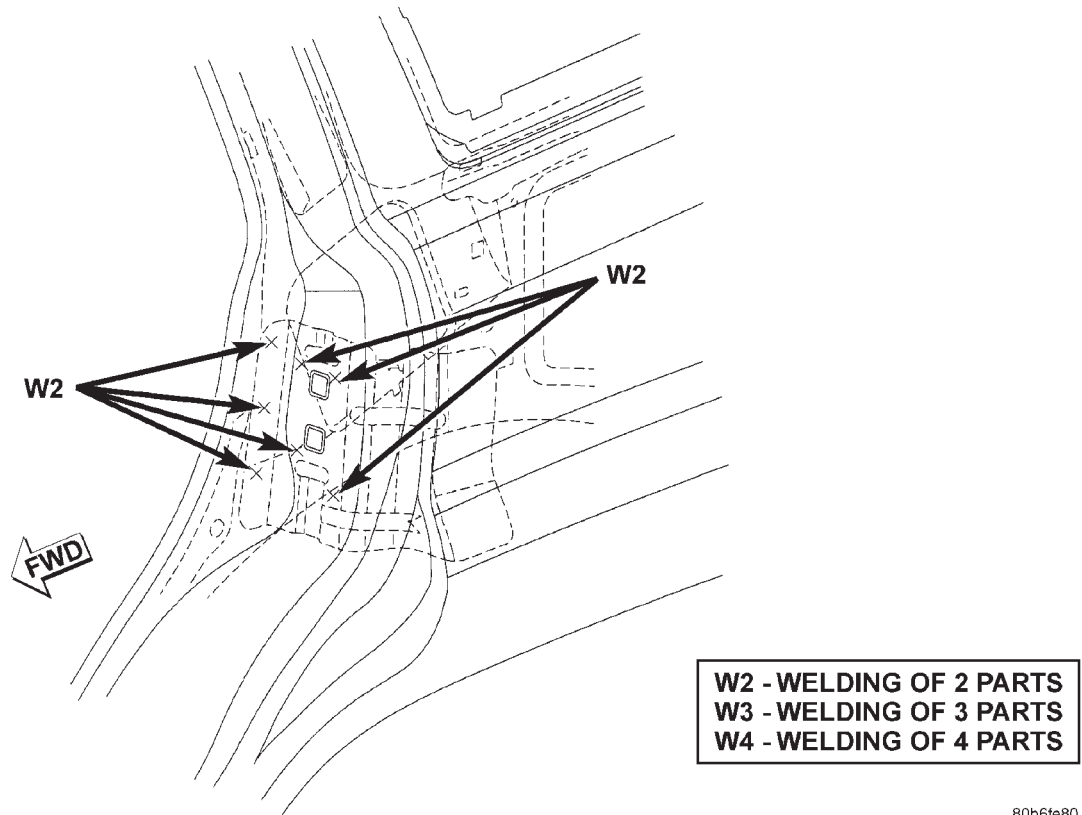 W2
W2
FWD
W2 - WELDING OF 2 PARTS
W3 - WELDING OF 3 PARTS
W4 - WELDING OF 4 PARTS
80b6fe80